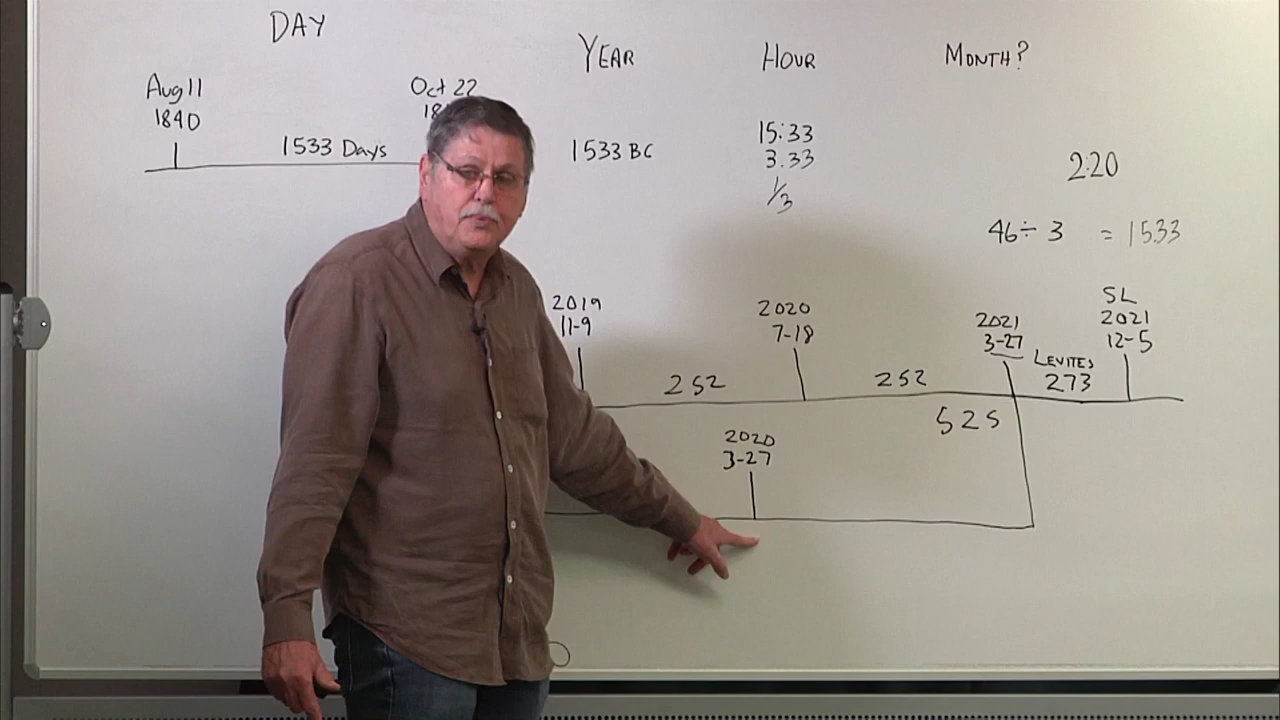 DAY
YEAR
HOUR
MONTH?
Aug 11
1840
Oct 22
1533 Days
1533 BC
15:33
3.33
1/3
2:20
46 ÷ 3 = 1533
2019
11-9
2020
7-18
2021
3-27
SL
2021
12-5
LEVITES
273
252
252
525
2020
3-27